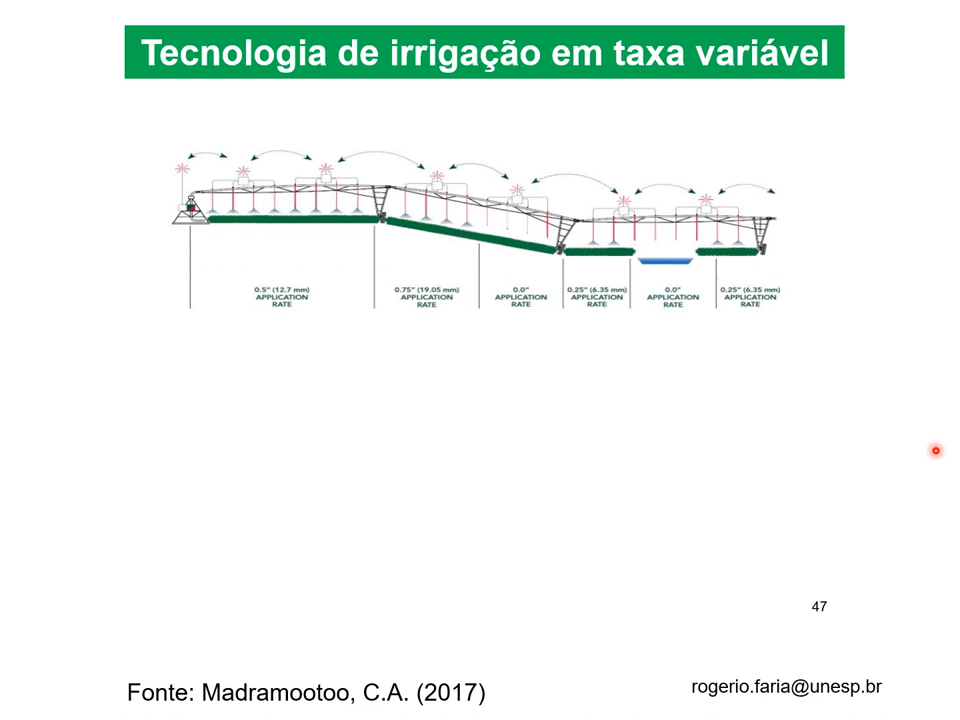 Tecnologia de irrigação em taxa variável
0.5" (12.7 mm)
APPLICATION
RATE
0.75" (19.05 mm)
APPLICATION
RATE
0.0"
APPLICATION
RATE
0.25" (6.35 mm)
APPLICATION
RATE
0.0"
APPLICATION
RATE
0.25" (6.35 mm)
APPLICATION
RATE
47
Fonte: Madramootoo, C.A. (2017)
rogerio.faria@unesp.br